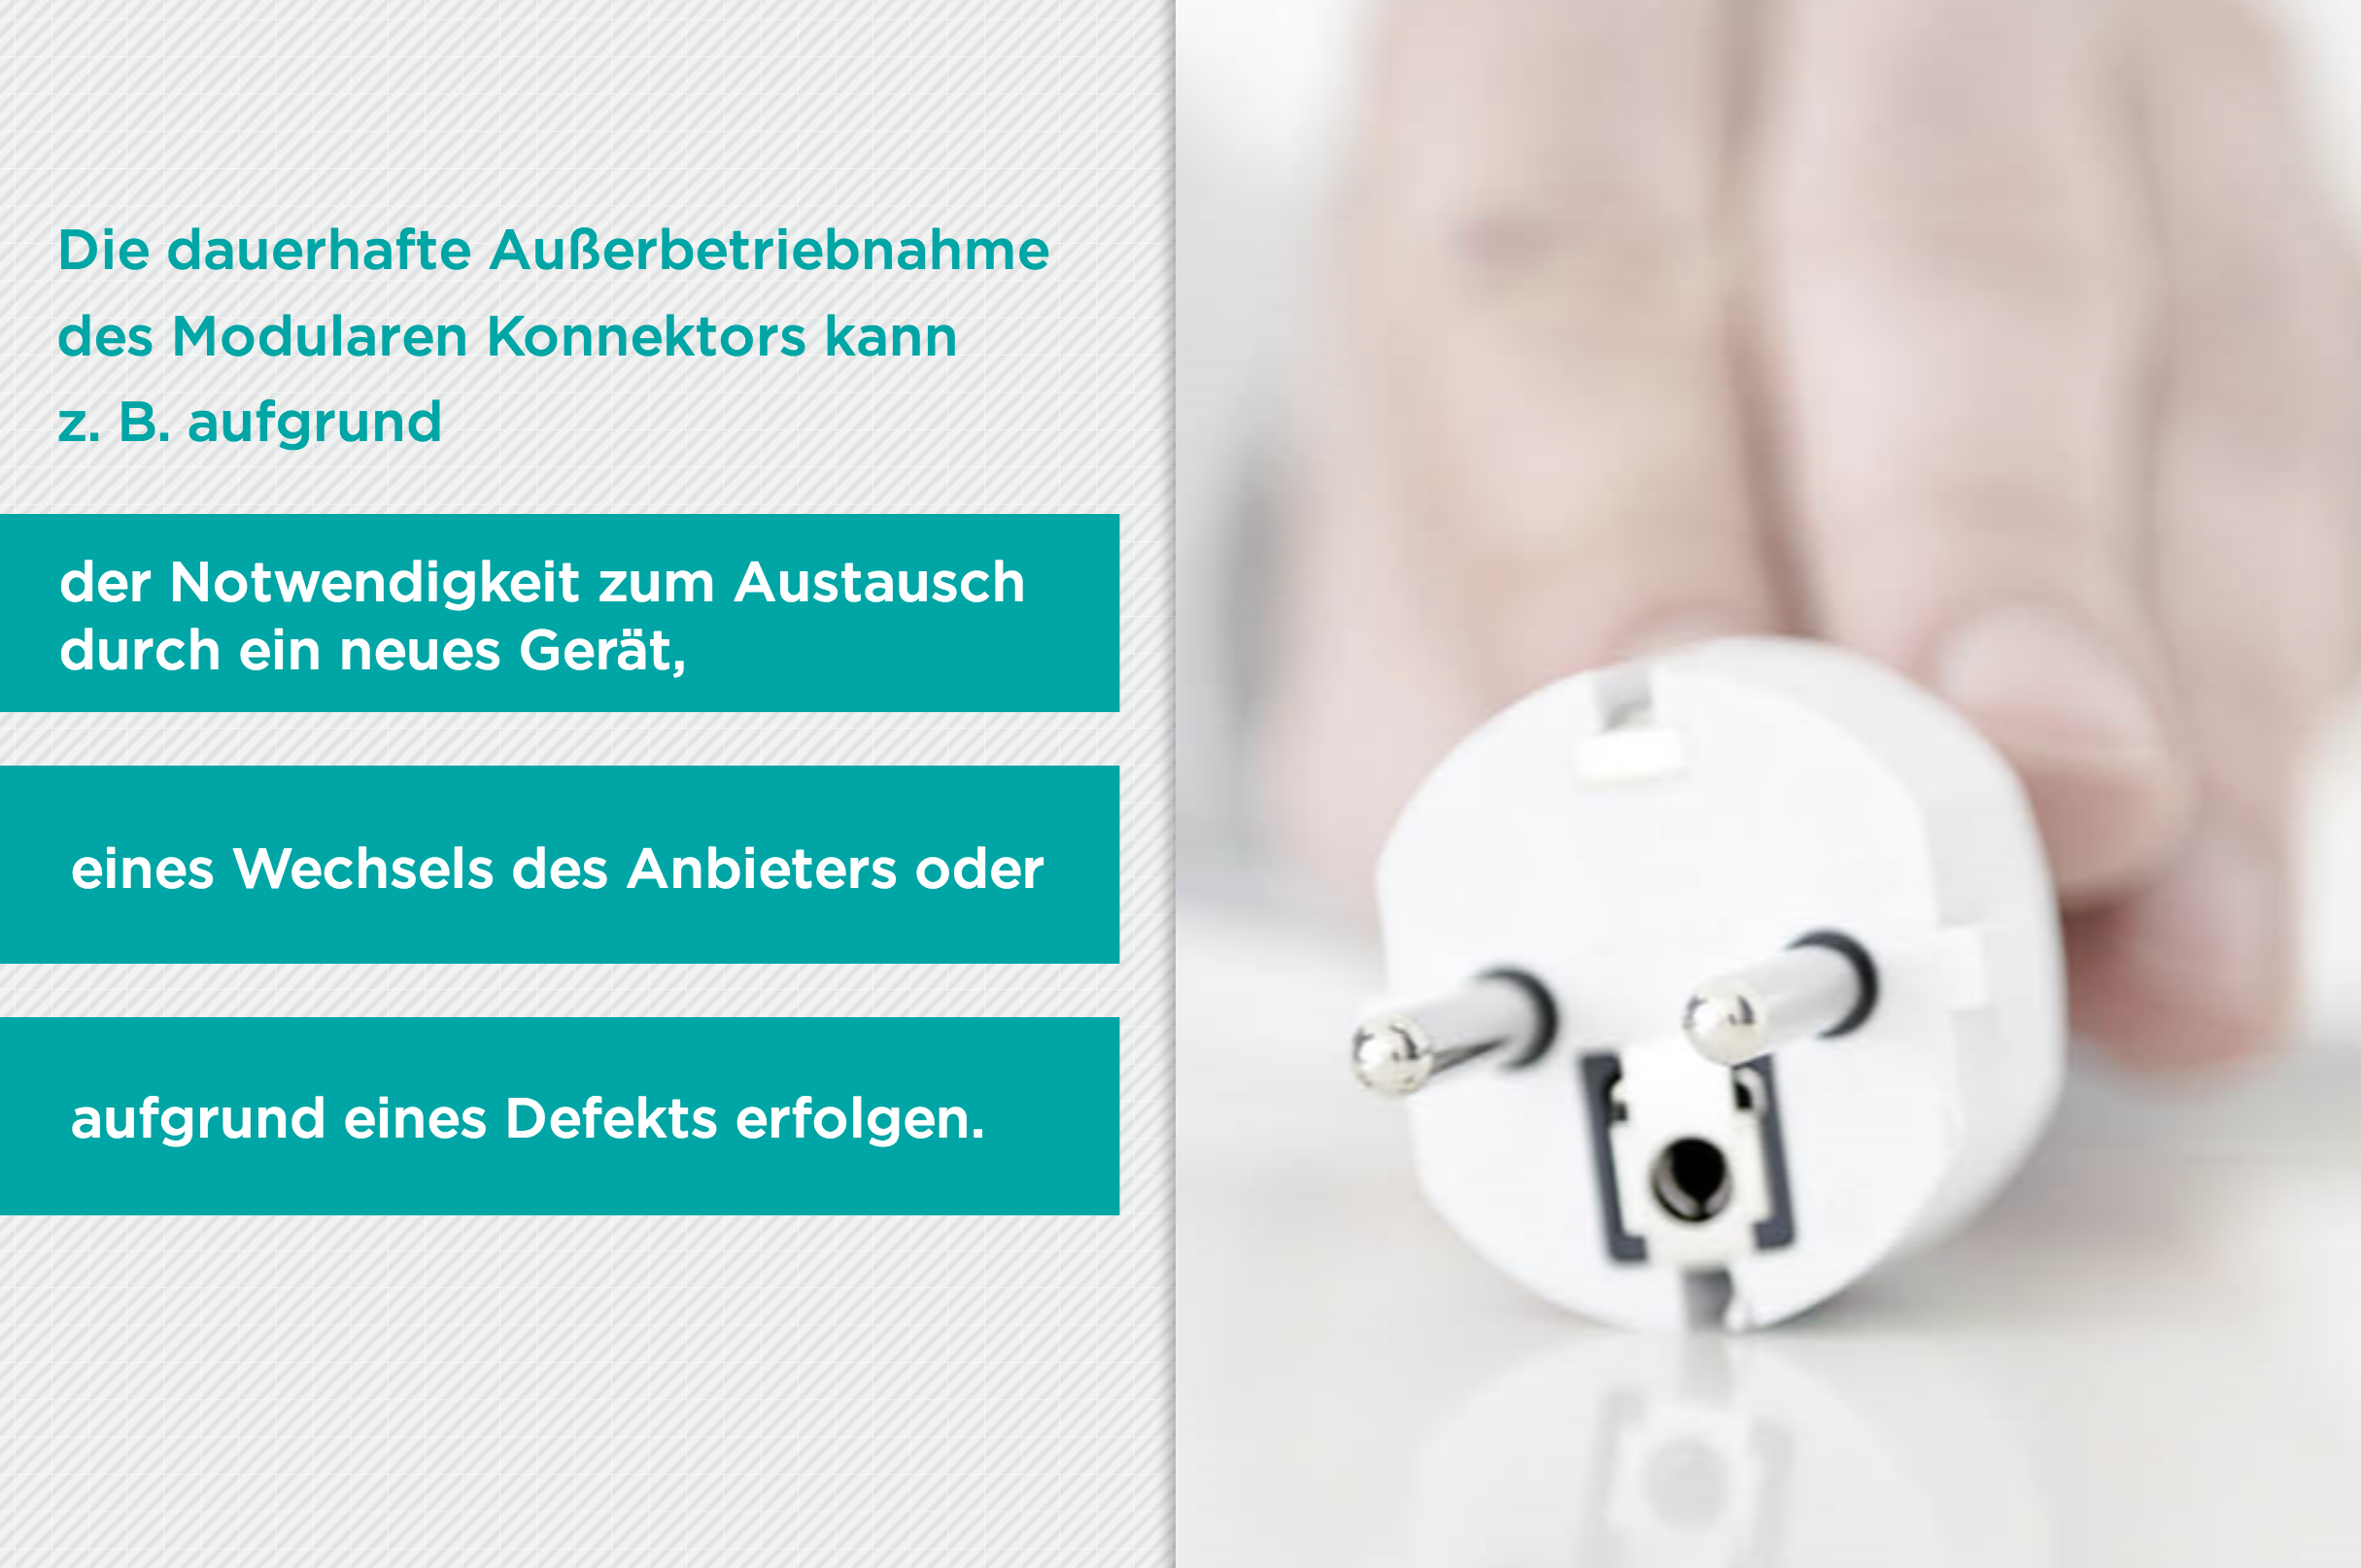 Die dauerhafte Außerbetriebnahme
des Modularen Konnektors kann
z. B. aufgrund
der Notwendigkeit zum Austausch
durch ein neues Gerät,
eines Wechsels des Anbieters oder
aufgrund eines Defekts erfolgen.